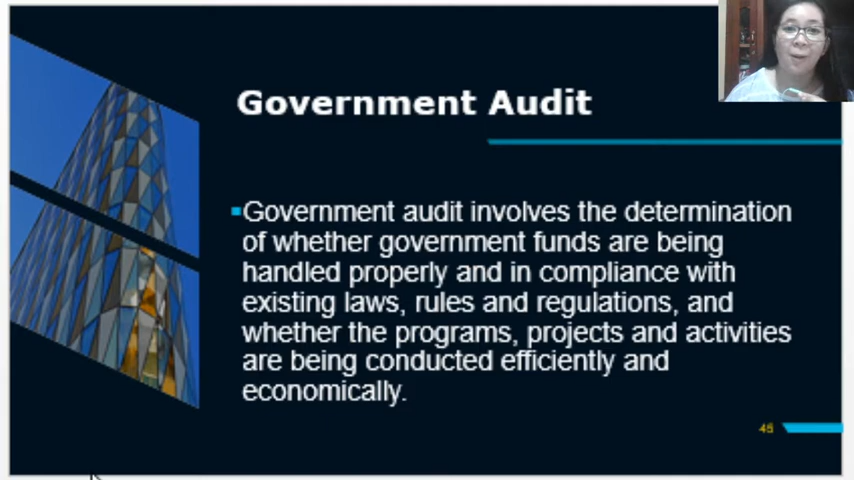 Government Audit
Government audit involves the determination
of whether government funds are being
handled properly and in compliance with
existing laws, rules and regulations, and
whether the programs, projects and activities
are being conducted efficiently and
economically.